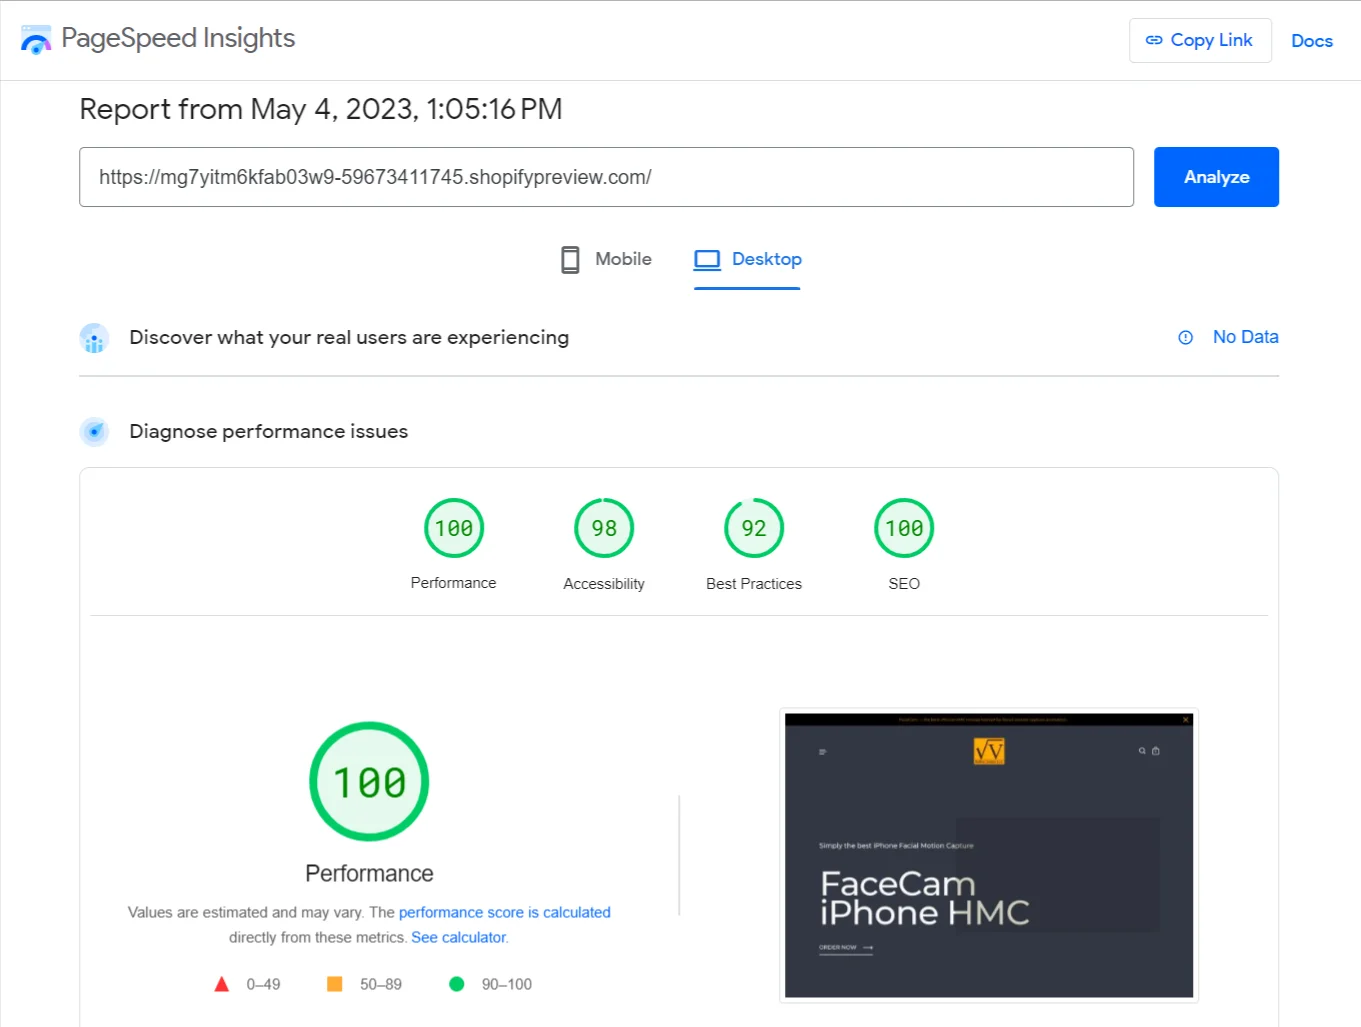 PageSpeed Insights
Copy Link
Docs
Report from May 4, 2023, 1:05:16 PM
https://mg7yitm6kfab03w9-59673411745.shopifypreview.com/
Analyze
Mobile
Desktop
Discover what your real users are experiencing
No Data
Diagnose performance issues
100
98
92
100
Performance
Accessibility
Best Practices
SEO
100
Performance
Values are estimated and may vary. The performance score is calculated
directly from these metrics. See calculator.
0–49
50–89
90–100
√V
Simply the best iPhone Facial Motion Capture
FaceCam
iPhone HMC
ORDER NOW